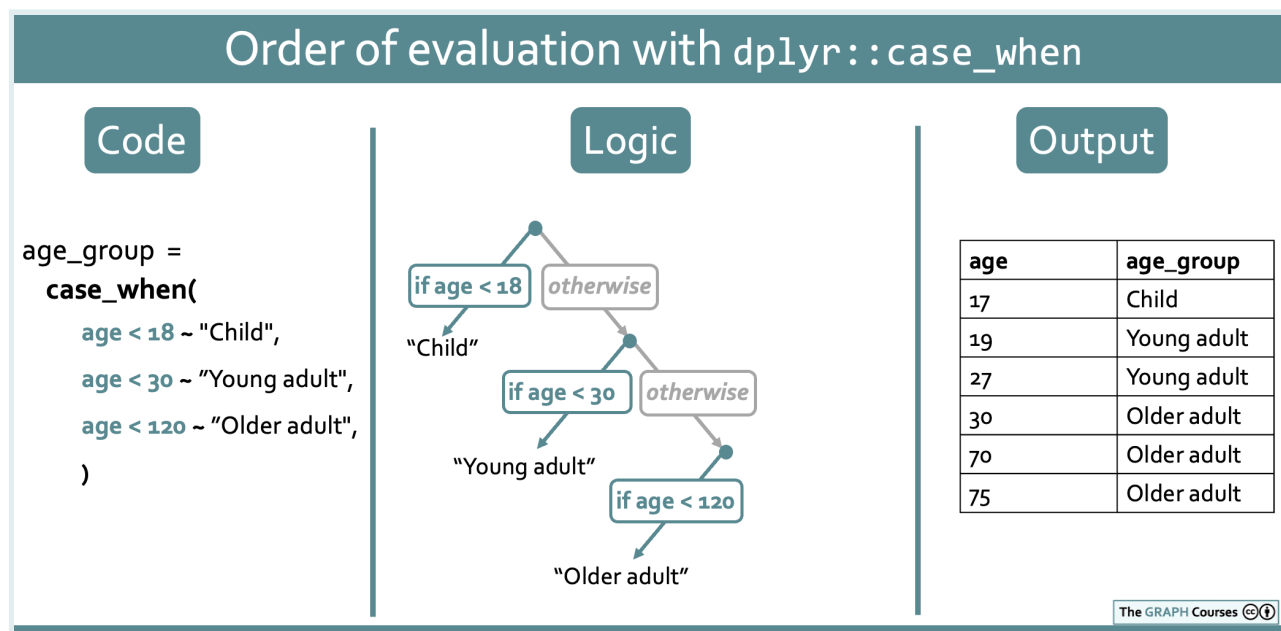 Order of evaluation with dplyr::case_when
Code
age_group =
case_when(
age < 18 ~ "Child",
age < 30 ~ ”Young adult",
age < 120 ~ ”Older adult",
)
Logic
if age < 18
otherwise
“Child”
if age < 30
otherwise
“Young adult”
if age < 120
“Older adult”
Output
age age_group
17 Child
19 Young adult
27 Young adult
30 Older adult
70 Older adult
75 Older adult
The GRAPH Courses